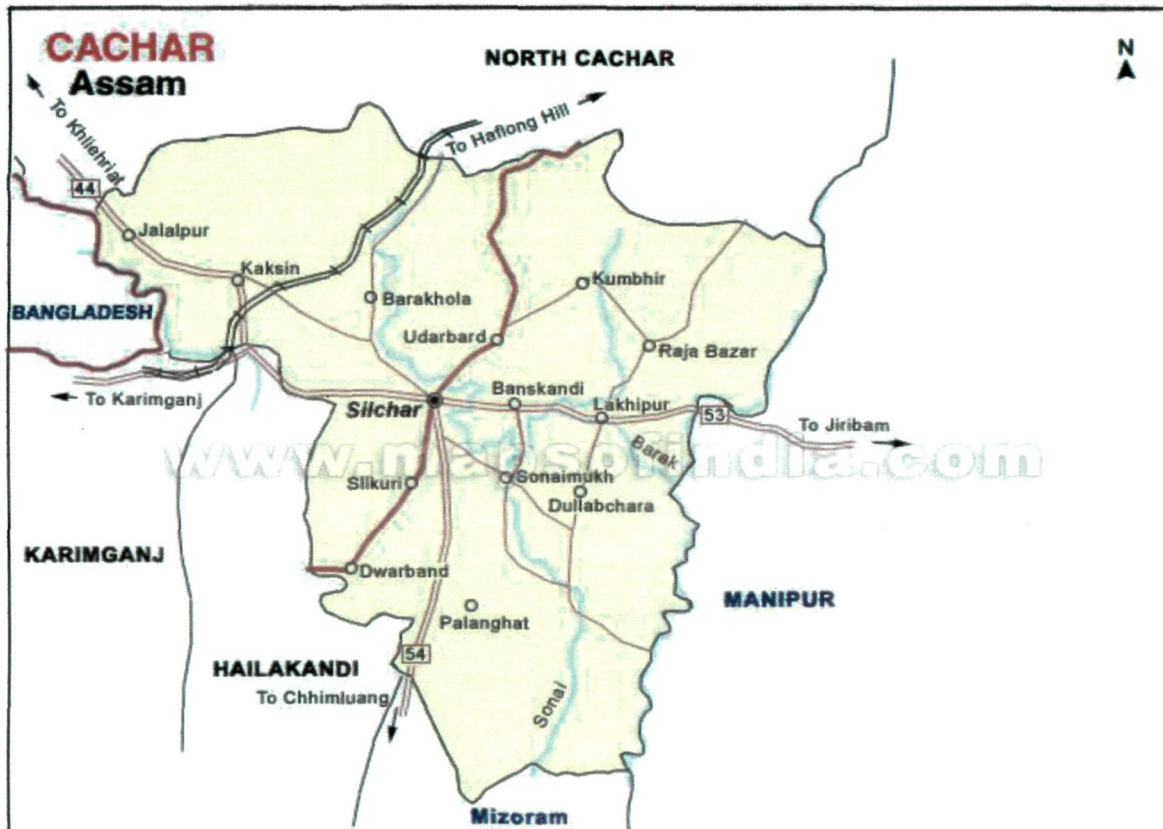 CACHAR
Assam
NORTH CACHAR
N
To Khliehriat
To Haflong Hill
44
Jalalpur
Kaksin
Kumbhir
BANGLADESH
Barakhola
Udarbard
Raja Bazar
To Karimganj
Silchar
Banskandi
Lakhipur
53
To Jiribam
Barak
www.mapsofindia.com
Silkuri
Sonaimukh
Dullabchara
KARIMGANJ
Dwarband
MANIPUR
Palanghat
54
HAILAKANDI
To Chhimluang
Sonai
Mizoram